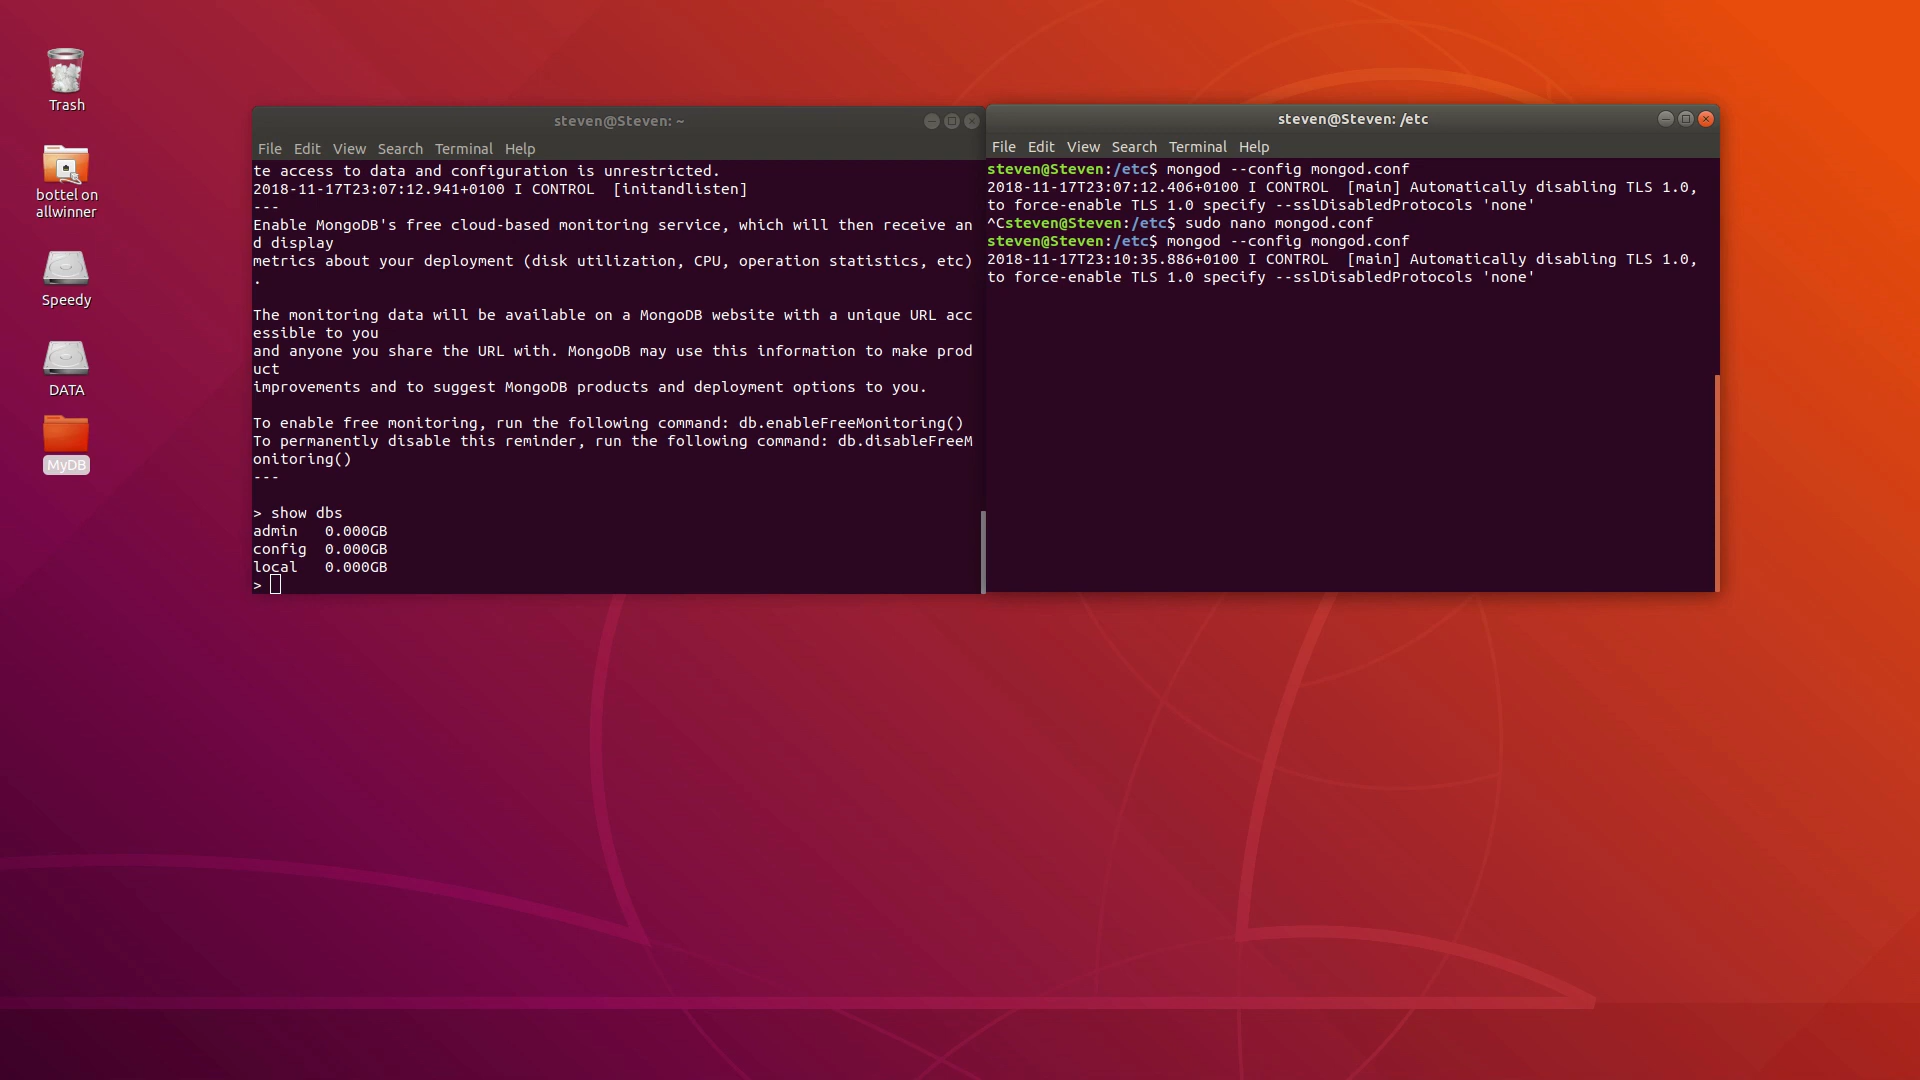 Trash
bottel on
allwinner
Speedy
DATA
MyDB
steven@Steven: ~
File Edit View Search Terminal Help
te access to data and configuration is unrestricted.
2018-11-17T23:07:12.941+0100 I CONTROL  [initandlisten]
---
Enable MongoDB's free cloud-based monitoring service, which will then receive an
d display
metrics about your deployment (disk utilization, CPU, operation statistics, etc)
.
The monitoring data will be available on a MongoDB website with a unique URL acc
essible to you
and anyone you share the URL with. MongoDB may use this information to make prod
uct
improvements and to suggest MongoDB products and deployment options to you.
To enable free monitoring, run the following command: db.enableFreeMonitoring()
To permanently disable this reminder, run the following command: db.disableFreeM
onitoring()
---
> show dbs
admin   0.000GB
config  0.000GB
local   0.000GB
>
steven@Steven: /etc
File Edit View Search Terminal Help
steven@Steven:/etc$ mongod --config mongod.conf
2018-11-17T23:07:12.406+0100 I CONTROL  [main] Automatically disabling TLS 1.0,
to force-enable TLS 1.0 specify --sslDisabledProtocols 'none'
^Csteven@Steven:/etc$ sudo nano mongod.conf
steven@Steven:/etc$ mongod --config mongod.conf
2018-11-17T23:10:35.886+0100 I CONTROL  [main] Automatically disabling TLS 1.0,
to force-enable TLS 1.0 specify --sslDisabledProtocols 'none'